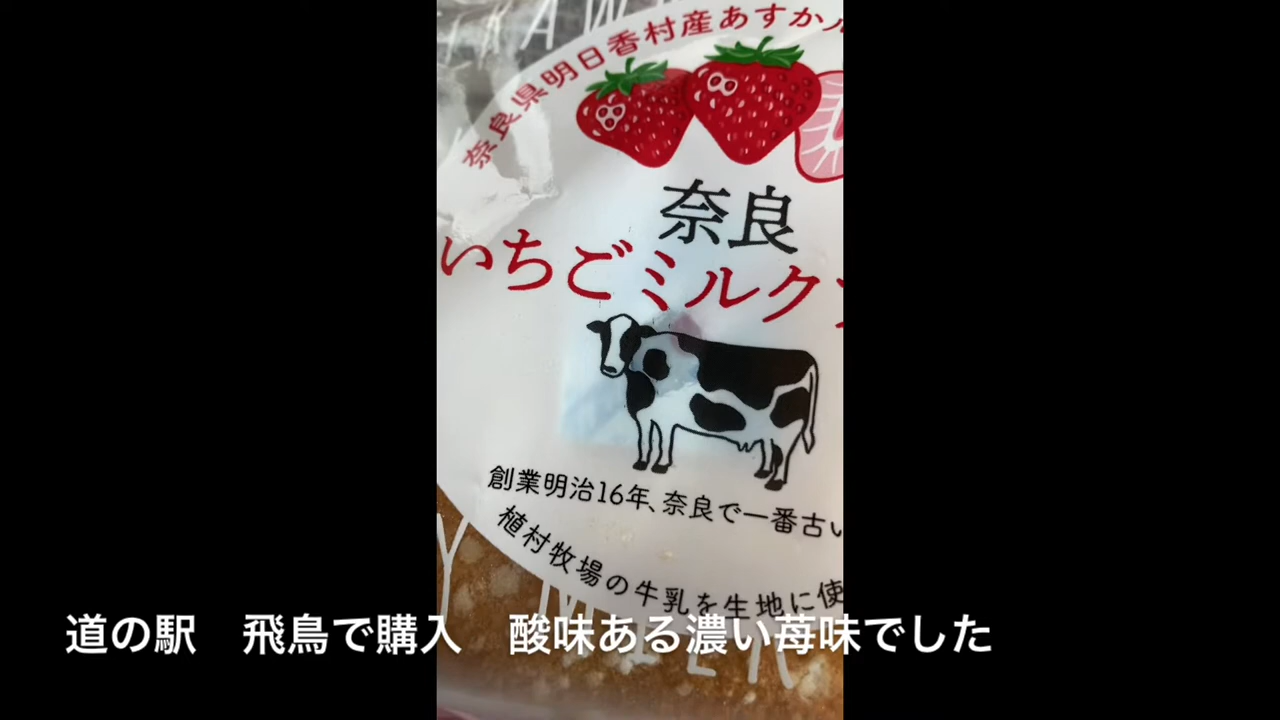 奈良県明日香村産あすか
奈良
いちごミルク
創業明治16年、奈良で一番古い
植村牧場の牛乳を生地に使
道の駅　飛鳥で購入　酸味ある濃い苺味でした